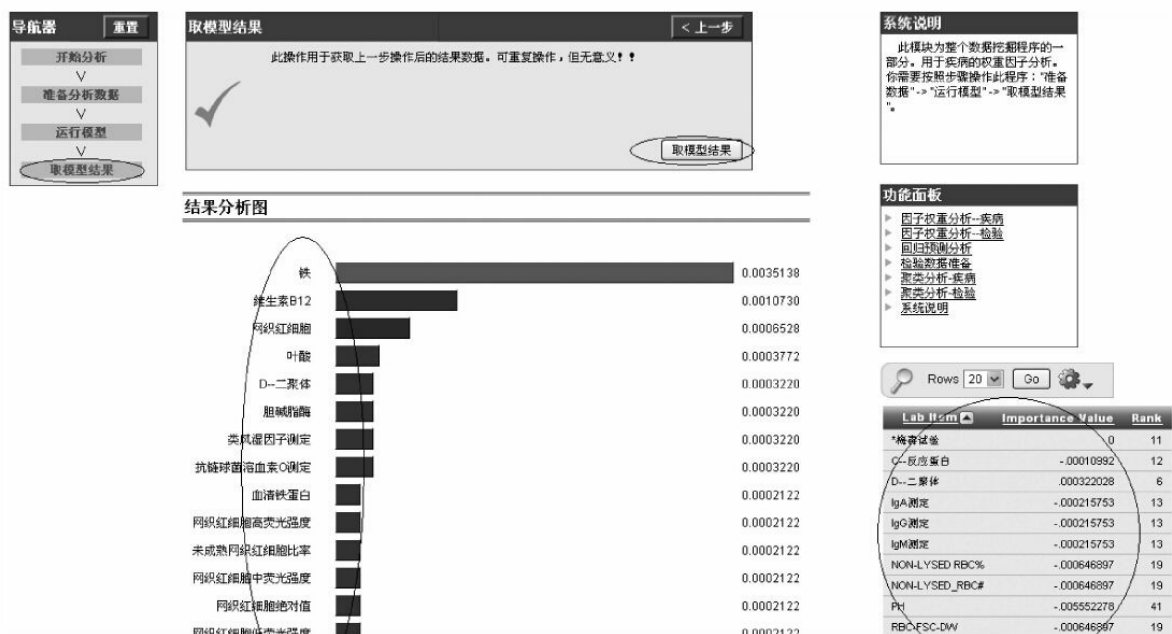 导航器
重置
开始分析
准备分析数据
运行模型
取模型结果
取模型结果
<上一步
此操作用于获取上一步操作后的结果数据。可重复操作，但无意义！！
取模型结果
结果分析图
铁 0.0035138
维生素B12 0.0010730
网织红细胞 0.0006528
叶酸 0.0003772
D--二聚体 0.0003220
胆碱脂酶 0.0003220
类风湿因子测定 0.0003220
抗链球菌溶血素O测定 0.0003220
血清铁蛋白 0.0002122
网织红细胞高荧光强度 0.0002122
未成熟网织红细胞比率 0.0002122
网织红细胞中荧光强度 0.0002122
网织红细胞绝对值 0.0002122
网织红细胞低荧光强度 0.0002122
系统说明
此模块为整个数据挖掘程序的一
部分。用于疾病的权重因子分析。
你需要按照步骤操作此程序："准备
数据"->"运行模型"->"取模型结果
"。
功能面板
因子权重分析--疾病
因子权重分析--检验
回归预测分析
检验数据准备
聚类分析-疾病
聚类分析-检验
系统说明
Rows 20 Go
Lab Item Importance Value Rank
*梅毒试验 0 11
C--反应蛋白 -.00010992 12
D--二聚体 .000322028 6
IgA测定 -.000215753 13
IgG测定 -.000215753 13
IgM测定 -.000215753 13
NON-LYSED RBC% -.000646897 19
NON-LYSED_RBC# -.000646897 19
PH -.005552278 41
RBC-FSC-DW -.000646897 19